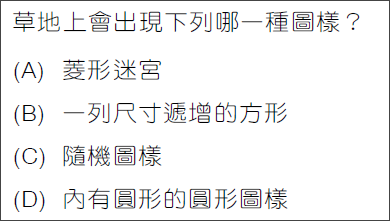 草地上會出現下列哪一種圖樣？
(A) 菱形迷宮
(B) 一列尺寸遞增的方形
(C) 隨機圖樣
(D) 內有圓形的圓形圖樣